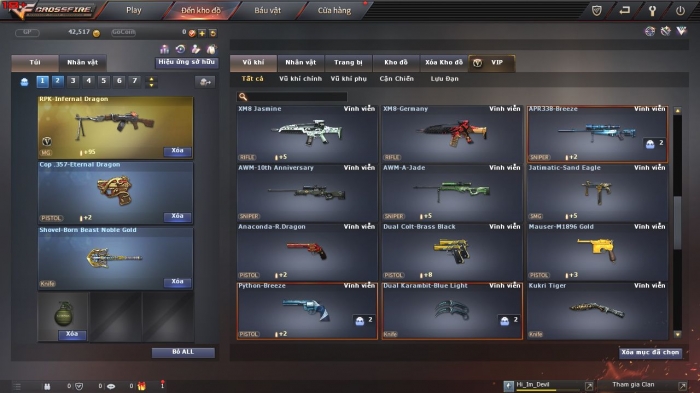 CROSSFIRE
Play
Đến kho đồ
Báu vật
Cửa hàng
GP
42,517
GoCoin
0
Túi
Nhân vật
Hiệu ứng sở hữu
1 2 3 4 5 6 7
RPK-Infernal Dragon
MG
+95
Xóa
Cop .357-Eternal Dragon
PISTOL
+2
Xóa
Shovel-Born Beast Noble Gold
Knife
Xóa
Xóa
Bỏ ALL
Vũ khí
Nhân vật
Trang bị
Kho đồ
Xóa Kho đồ
VIP
Tất cả
Vũ khí chính
Vũ khí phụ
Cận Chiến
Lựu Đạn
XM8 Jasmine
Vĩnh viễn
RIFLE
+5
XM8-Germany
Vĩnh viễn
RIFLE
APR338-Breeze
Vĩnh viễn
2
SNIPER
+2
AWM-10th Anniversary
Vĩnh viễn
SNIPER
AWM-A-Jade
Vĩnh viễn
SNIPER
+5
Jatimatic-Sand Eagle
Vĩnh viễn
SMG
+5
Anaconda-R.Dragon
Vĩnh viễn
PISTOL
+2
Dual Colt-Brass Black
Vĩnh viễn
PISTOL
+8
Mauser-M1896 Gold
Vĩnh viễn
PISTOL
+3
Python-Breeze
Vĩnh viễn
2
PISTOL
+2
Dual Karambit-Blue Light
Vĩnh viễn
2
Knife
Kukri Tiger
Vĩnh viễn
Knife
Xóa mục đã chọn
0
0
0
1
Hi_Im_Devil
Tham gia Clan